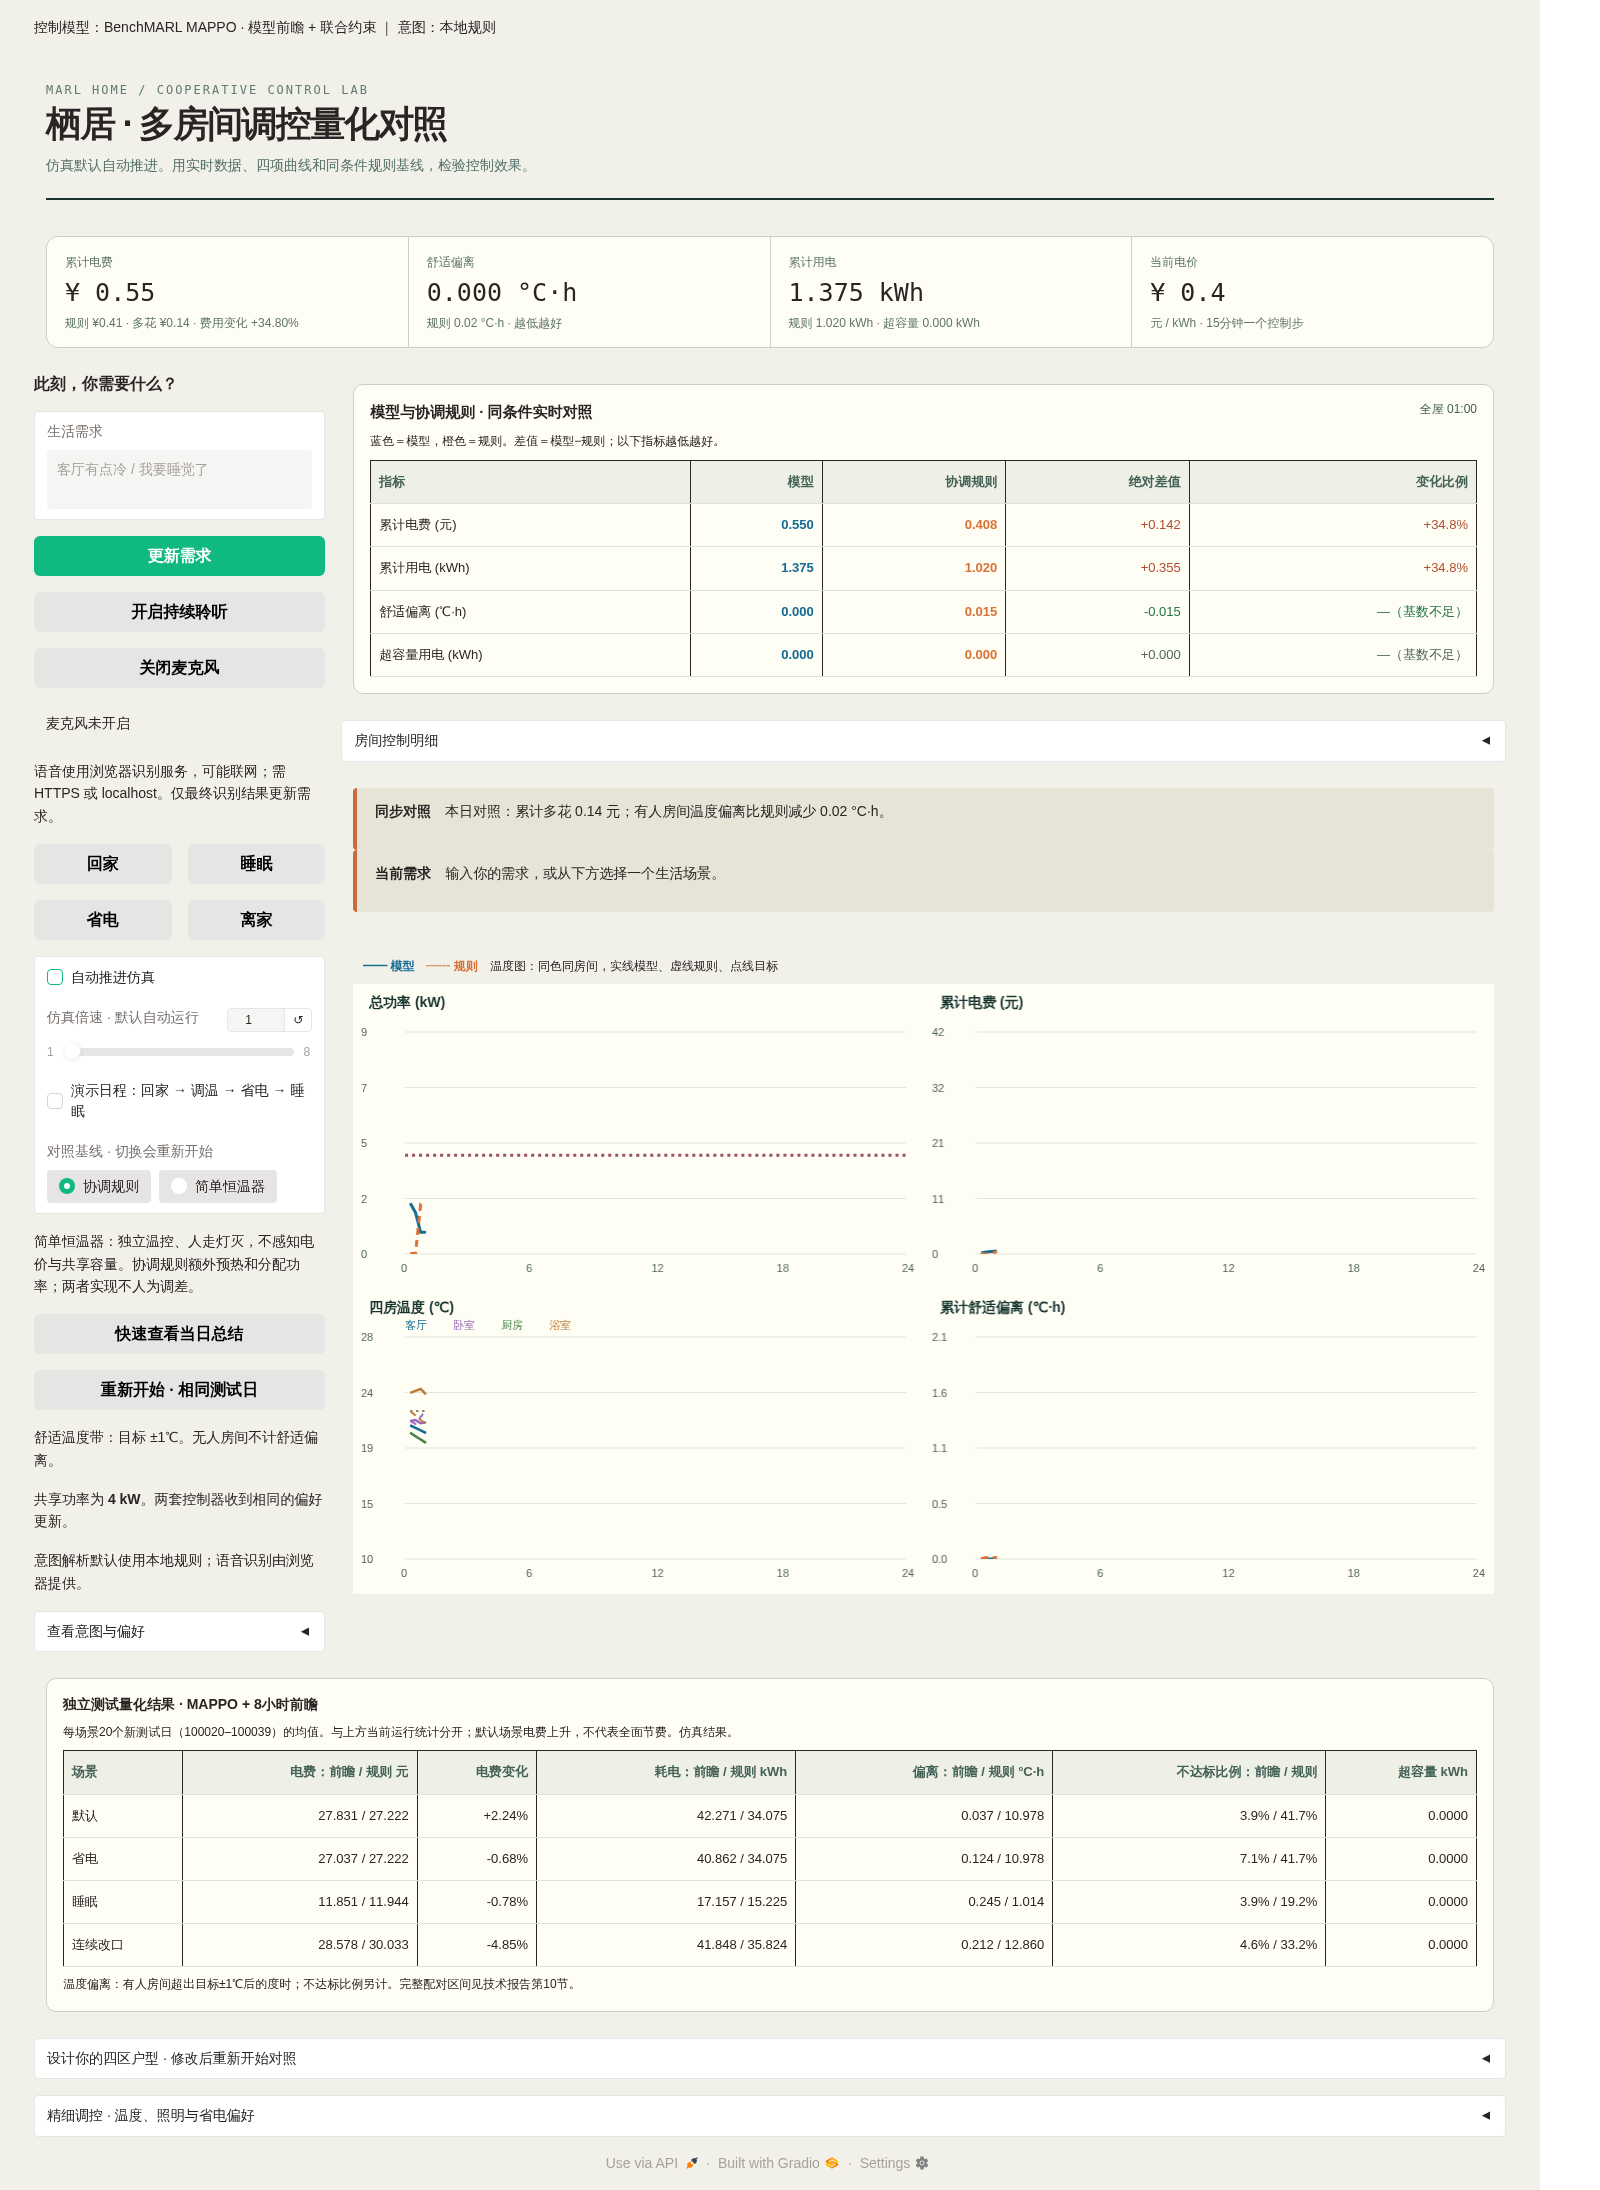 控制模型：BenchMARL MAPPO · 模型前瞻 + 联合约束 ｜ 意图：本地规则
MARL HOME / COOPERATIVE CONTROL LAB
栖居 · 多房间调控量化对照
仿真默认自动推进。用实时数据、四项曲线和同条件规则基线，检验控制效果。
累计电费
¥ 0.55
规则 ¥0.41 · 多花 ¥0.14 · 费用变化 +34.80%
舒适偏离
0.000 °C·h
规则 0.02 °C·h · 越低越好
累计用电
1.375 kWh
规则 1.020 kWh · 超容量 0.000 kWh
当前电价
¥ 0.4
元 / kWh · 15分钟一个控制步
此刻，你需要什么？
生活需求
客厅有点冷 / 我要睡觉了
更新需求
开启持续聆听
关闭麦克风
麦克风未开启
语音使用浏览器识别服务，可能联网；需
HTTPS 或 localhost。仅最终识别结果更新需
求。
回家 睡眠
省电 离家
自动推进仿真
仿真倍速 · 默认自动运行 1 ↺
1 8
演示日程：回家 → 调温 → 省电 → 睡
眠
对照基线 · 切换会重新开始
协调规则 简单恒温器
简单恒温器：独立温控、人走灯灭，不感知电
价与共享容量。协调规则额外预热和分配功
率；两者实现不人为调差。
快速查看当日总结
重新开始 · 相同测试日
舒适温度带：目标 ±1℃。无人房间不计舒适偏
离。
共享功率为 4 kW。两套控制器收到相同的偏好
更新。
意图解析默认使用本地规则；语音识别由浏览
器提供。
查看意图与偏好 ◀
模型与协调规则 · 同条件实时对照 全屋 01:00
蓝色＝模型，橙色＝规则。差值＝模型−规则；以下指标越低越好。
指标 模型 协调规则 绝对差值 变化比例
累计电费 (元) 0.550 0.408 +0.142 +34.8%
累计用电 (kWh) 1.375 1.020 +0.355 +34.8%
舒适偏离 (℃·h) 0.000 0.015 -0.015 —（基数不足）
超容量用电 (kWh) 0.000 0.000 +0.000 —（基数不足）
房间控制明细 ◀
同步对照 本日对照：累计多花 0.14 元；有人房间温度偏离比规则减少 0.02 °C·h。
当前需求 输入你的需求，或从下方选择一个生活场景。
模型 规则 温度图：同色同房间，实线模型、虚线规则、点线目标
总功率 (kW)
9
7
5
2
0
0 6 12 18 24
累计电费 (元)
42
32
21
11
0
0 6 12 18 24
四房温度 (℃)
客厅 卧室 厨房 浴室
28
24
19
15
10
0 6 12 18 24
累计舒适偏离 (℃·h)
2.1
1.6
1.1
0.5
0.0
0 6 12 18 24
独立测试量化结果 · MAPPO + 8小时前瞻
每场景20个新测试日（100020–100039）的均值。与上方当前运行统计分开；默认场景电费上升，不代表全面节费。仿真结果。
场景 电费：前瞻 / 规则 元 电费变化 耗电：前瞻 / 规则 kWh 偏离：前瞻 / 规则 °C·h 不达标比例：前瞻 / 规则 超容量 kWh
默认 27.831 / 27.222 +2.24% 42.271 / 34.075 0.037 / 10.978 3.9% / 41.7% 0.0000
省电 27.037 / 27.222 -0.68% 40.862 / 34.075 0.124 / 10.978 7.1% / 41.7% 0.0000
睡眠 11.851 / 11.944 -0.78% 17.157 / 15.225 0.245 / 1.014 3.9% / 19.2% 0.0000
连续改口 28.578 / 30.033 -4.85% 41.848 / 35.824 0.212 / 12.860 4.6% / 33.2% 0.0000
温度偏离：有人房间超出目标±1℃后的度时；不达标比例另计。完整配对区间见技术报告第10节。
设计你的四区户型 · 修改后重新开始对照 ◀
精细调控 · 温度、照明与省电偏好 ◀
Use via API · Built with Gradio · Settings